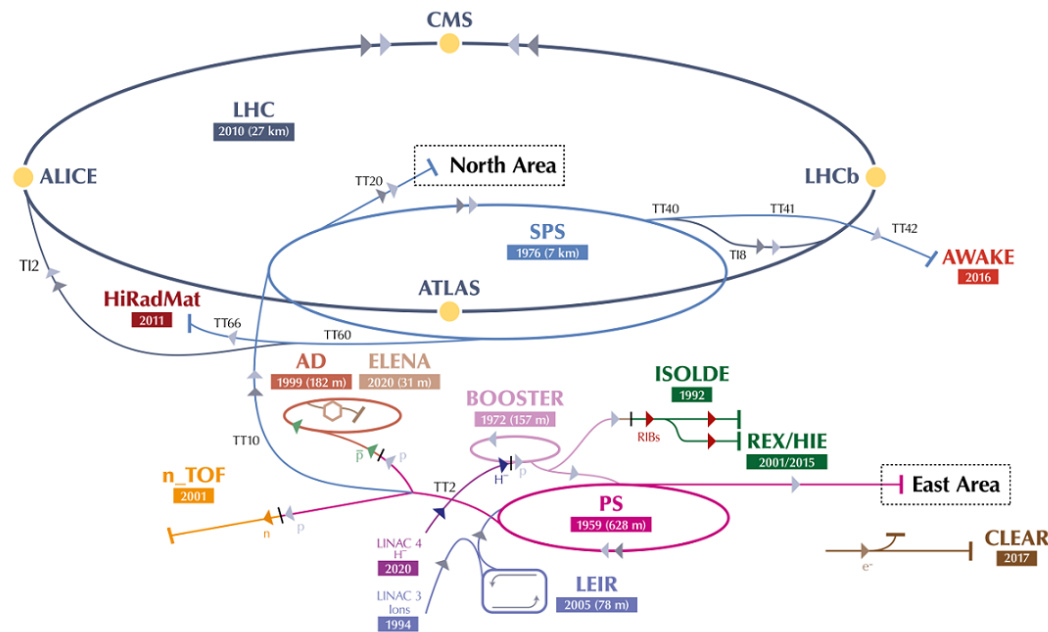 CMS
LHC
2010 (27 km)
North Area
TT20
ALICE
LHCb
TT40
TT41
TT42
SPS
1976 (7 km)
TI8
TI2
AWAKE
2016
ATLAS
HiRadMat
2011
TT66
TT60
AD
1999 (182 m)
ELENA
2020 (31 m)
ISOLDE
1992
BOOSTER
1972 (157 m)
RIBs
REX/HIE
2001/2015
TT10
p̅
p
n_TOF
2001
H⁻
p
TT2
East Area
PS
1959 (628 m)
n
p
LINAC 4
H⁻
2020
CLEAR
2017
e⁻
LEIR
2005 (78 m)
LINAC 3
Ions
1994